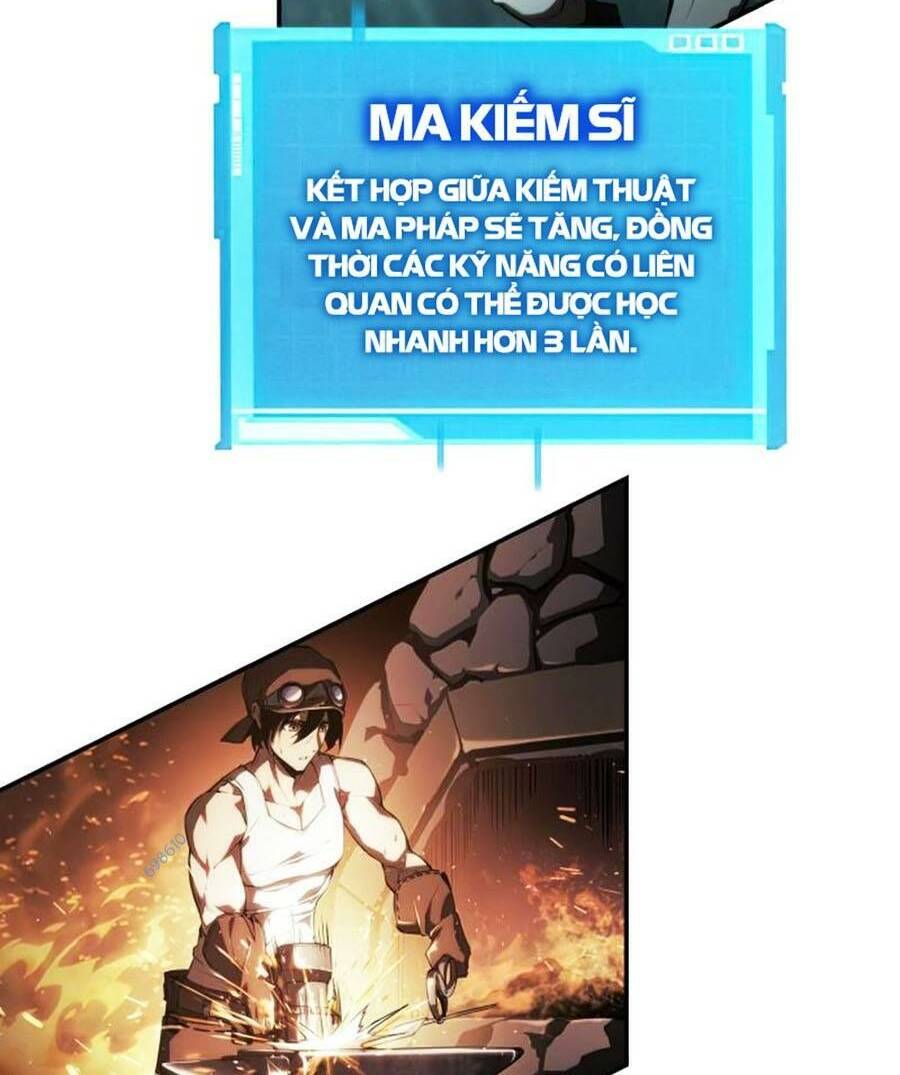 MA KIẾM SĨ
KẾT HỢP GIỮA KIẾM THUẬT
VÀ MA PHÁP SẼ TĂNG, ĐỒNG
THỜI CÁC KỸ NĂNG CÓ LIÊN
QUAN CÓ THỂ ĐƯỢC HỌC
NHANH HƠN 3 LẦN.
698610